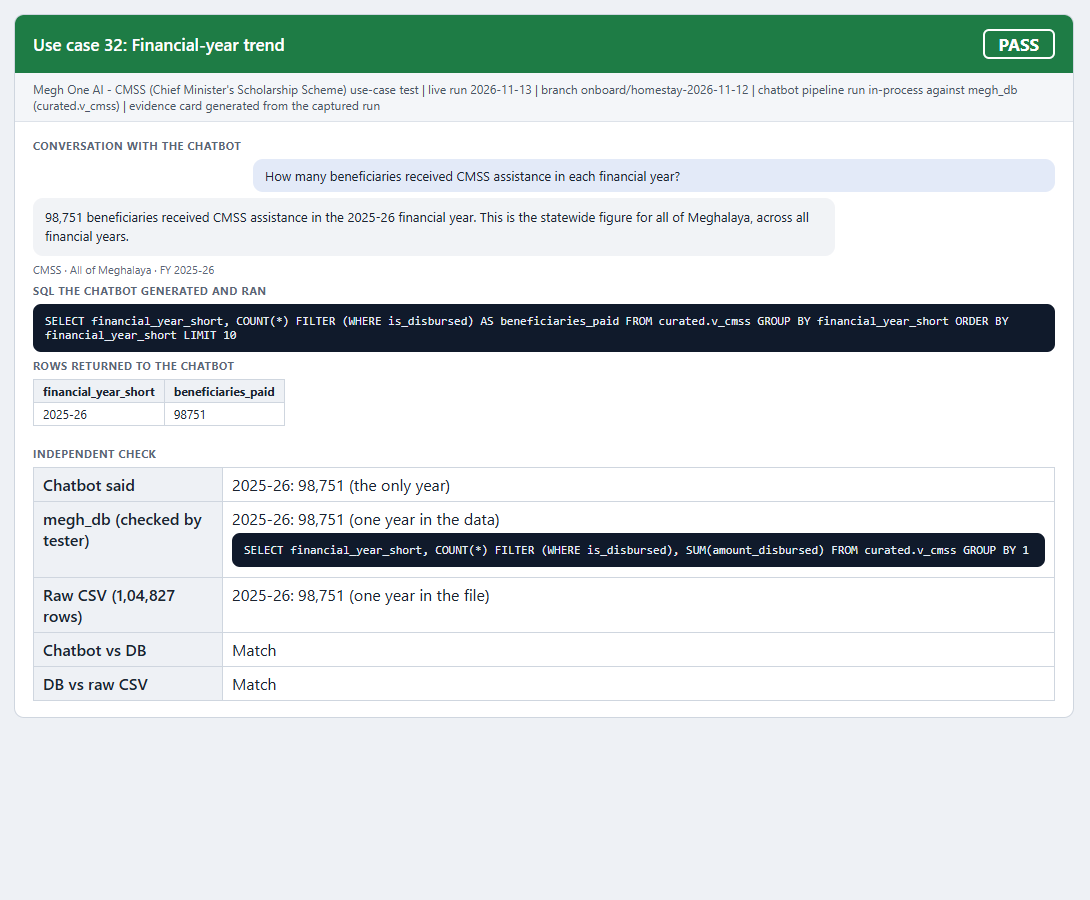 Use case 32: Financial-year trend
PASS
Megh One AI - CMSS (Chief Minister's Scholarship Scheme) use-case test | live run 2026-11-13 | branch onboard/homestay-2026-11-12 | chatbot pipeline run in-process against megh_db
(curated.v_cmss) | evidence card generated from the captured run
CONVERSATION WITH THE CHATBOT
How many beneficiaries received CMSS assistance in each financial year?
98,751 beneficiaries received CMSS assistance in the 2025-26 financial year. This is the statewide figure for all of Meghalaya, across all
financial years.
CMSS · All of Meghalaya · FY 2025-26
SQL THE CHATBOT GENERATED AND RAN
SELECT financial_year_short, COUNT(*) FILTER (WHERE is_disbursed) AS beneficiaries_paid FROM curated.v_cmss GROUP BY financial_year_short ORDER BY
financial_year_short LIMIT 10
ROWS RETURNED TO THE CHATBOT
financial_year_short beneficiaries_paid
2025-26 98751
INDEPENDENT CHECK
Chatbot said 2025-26: 98,751 (the only year)
megh_db (checked by
tester)
2025-26: 98,751 (one year in the data)
SELECT financial_year_short, COUNT(*) FILTER (WHERE is_disbursed), SUM(amount_disbursed) FROM curated.v_cmss GROUP BY 1
Raw CSV (1,04,827
rows)
2025-26: 98,751 (one year in the file)
Chatbot vs DB Match
DB vs raw CSV Match